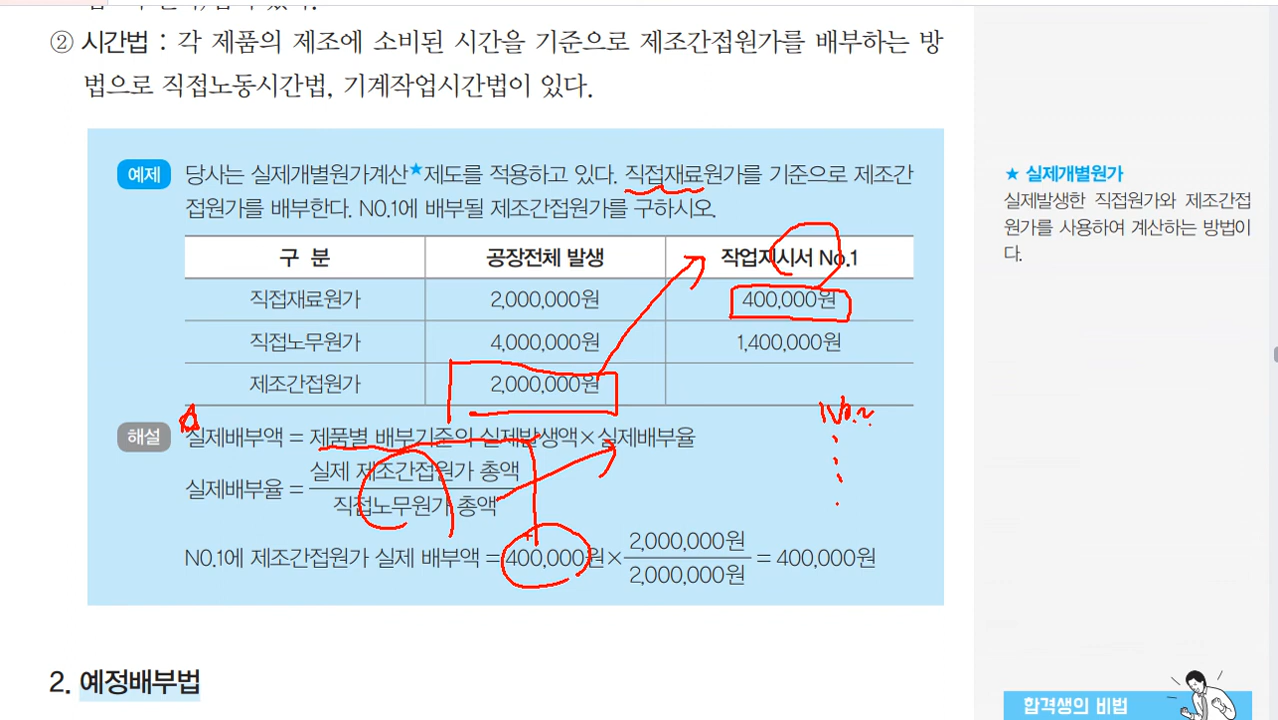 ② 시간법 : 각 제품의 제조에 소비된 시간을 기준으로 제조간접원가를 배부하는 방
법으로 직접노동시간법, 기계작업시간법이 있다.
예제 당사는 실제개별원가계산★제도를 적용하고 있다. 직접재료원가를 기준으로 제조간
접원가를 배부한다. NO.1에 배부될 제조간접원가를 구하시오.
구 분 공장전체 발생 작업지시서 No.1
직접재료원가 2,000,000원 400,000원
직접노무원가 4,000,000원 1,400,000원
제조간접원가 2,000,000원
No.2
해설 실제배부액 = 제품별 배부기준의 실제발생액×실제배부율
실제배부율 = 실제 제조간접원가 총액
직접노무원가 총액
NO.1에 제조간접원가 실제 배부액 = 400,000원× 2,000,000원
2,000,000원 = 400,000원
2. 예정배부법
★ 실제개별원가
실제발생한 직접원가와 제조간접
원가를 사용하여 계산하는 방법이
다.
합격생의 비법